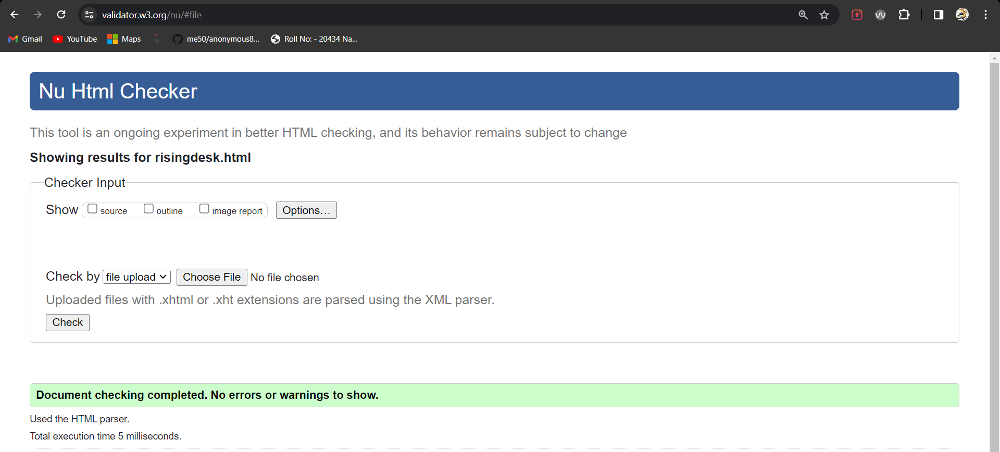 validator.w3.org/nu/#file
Gmail YouTube Maps me50/anonymous8... Roll No: - 20434 Na...
Nu Html Checker
This tool is an ongoing experiment in better HTML checking, and its behavior remains subject to change
Showing results for risingdesk.html
Checker Input
Show source outline image report Options...
Check by file upload Choose File No file chosen
Uploaded files with .xhtml or .xht extensions are parsed using the XML parser.
Check
Document checking completed. No errors or warnings to show.
Used the HTML parser.
Total execution time 5 milliseconds.